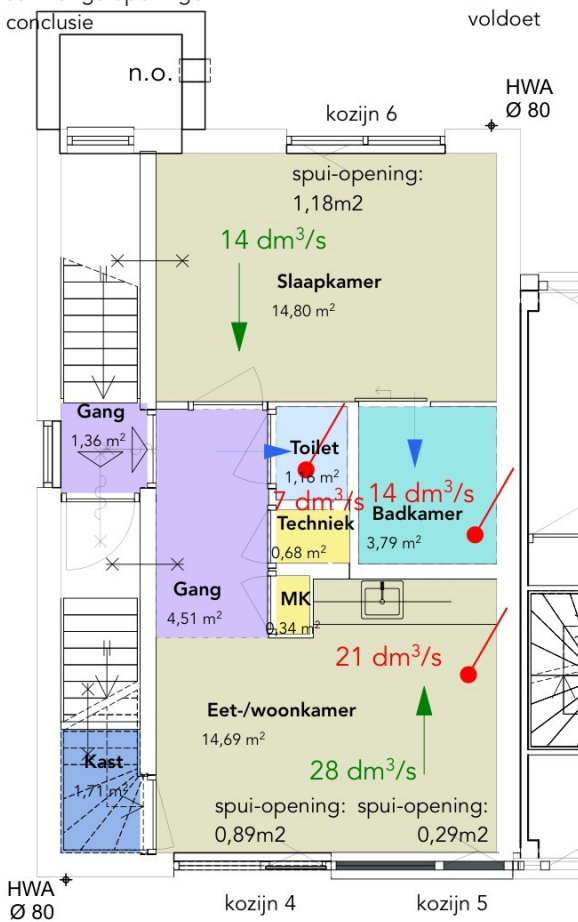 conclusie
voldoet
n.o.
HWA
Ø 80
kozijn 6
spui-opening:
1,18m2
14 dm³/s
Slaapkamer
14,80 m²
Gang
1,36 m²
Toilet
1,16 m²
7 dm³/s
14 dm³/s
Badkamer
3,79 m²
Techniek
0,68 m²
Gang
4,51 m²
MK
0,34 m²
21 dm³/s
Eet-/woonkamer
14,69 m²
Kast
1,71 m²
28 dm³/s
spui-opening:
0,89m2
spui-opening:
0,29m2
HWA
Ø 80
kozijn 4
kozijn 5